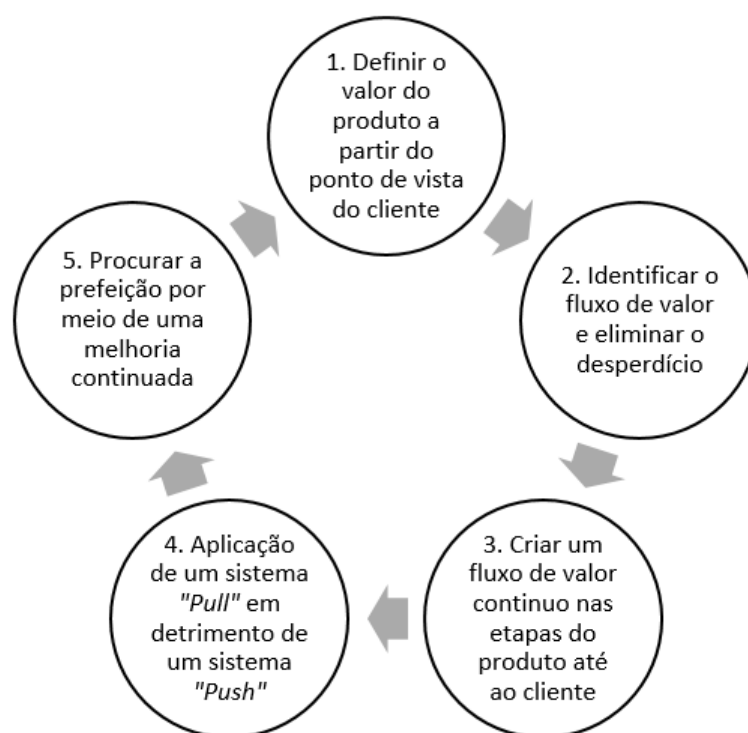 1. Definir o
valor do
produto a
partir do
ponto de vista
do cliente
2. Identificar o
fluxo de valor
e eliminar o
desperdício
3. Criar um
fluxo de valor
continuo nas
etapas do
produto até
ao cliente
4. Aplicação
de um sistema
"Pull" em
detrimento de
um sistema
"Push"
5. Procurar a
prefeição por
meio de uma
melhoria
continuada